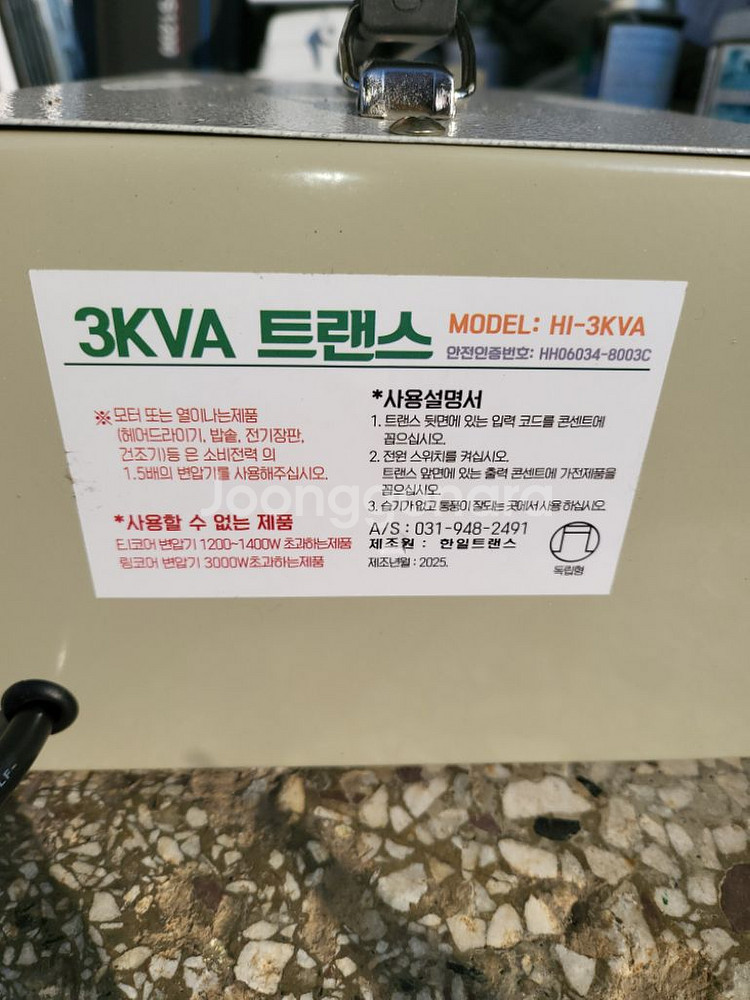 3KVA 트랜스
MODEL: HI-3KVA
안전인증번호: HH06034-8003C
※ 모터 또는 열이나는제품
(헤어드라이기, 밥솥, 전기장판,
건조기)등 은 소비전력 의
1.5배의 변압기를 사용해주십시오.
*사용할 수 없는 제품
E.I코어 변압기 1200~1400W 초과하는제품
링코어 변압기 3000W초과하는제품
*사용설명서
1. 트랜스 뒷면에 있는 입력 코드를 콘센트에
꼽으십시오.
2. 전원 스위치를 켜십시오.
트랜스 앞면에 있는 출력 콘센트에 가전제품을
꼽으십시오.
3. 습기가 없고 통풍이 잘되는 곳에서 사용 하십시오.
A/S : 031-948-2491
제조원 : 한일트랜스
제조년월 : 2025.
독립형
Joonggonara